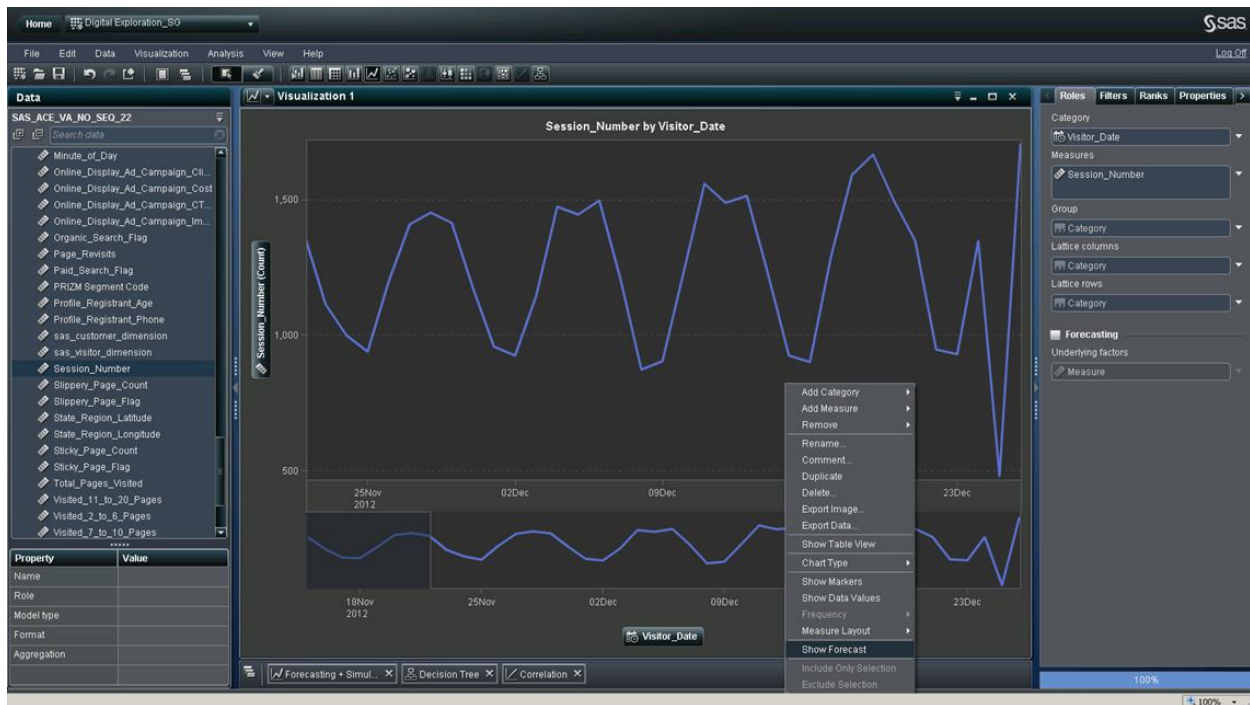 Home
Digital Exploration_SG
Ssas
File Edit Data Visualization Analysis View Help
Log Off
Data
SAS_ACE_VA_NO_SEQ_22
Search data
Minute_of_Day
Online_Display_Ad_Campaign_Cli...
Online_Display_Ad_Campaign_Cost
Online_Display_Ad_Campaign_CT...
Online_Display_Ad_Campaign_Im...
Organic_Search_Flag
Page_Revisits
Paid_Search_Flag
PRIZM Segment Code
Profile_Registrant_Age
Profile_Registrant_Phone
sas_customer_dimension
sas_visitor_dimension
Session_Number
Slippery_Page_Count
Slippery_Page_Flag
State_Region_Latitude
State_Region_Longitude
Sticky_Page_Count
Sticky_Page_Flag
Total_Pages_Visited
Visited_11_to_20_Pages
Visited_2_to_6_Pages
Visited_7_to_10_Pages
Property Value
Name
Role
Model type
Format
Aggregation
Visualization 1
Session_Number by Visitor_Date
Session_Number (Count)
1,500
1,000
500
25Nov 02Dec 09Dec 23Dec
2012
18Nov 25Nov 02Dec 09Dec 23Dec
2012
Visitor_Date
Add Category
Add Measure
Remove
Rename...
Comment...
Duplicate
Delete...
Export Image...
Export Data...
Show Table View
Chart Type
Show Markers
Show Data Values
Frequency
Measure Layout
Show Forecast
Include Only Selection
Exclude Selection
Forecasting + Simul...
Decision Tree
Correlation
Roles Filters Ranks Properties
Category
Visitor_Date
Measures
Session_Number
Group
Category
Lattice columns
Category
Lattice rows
Category
Forecasting
Underlying factors
Measure
100%
100%